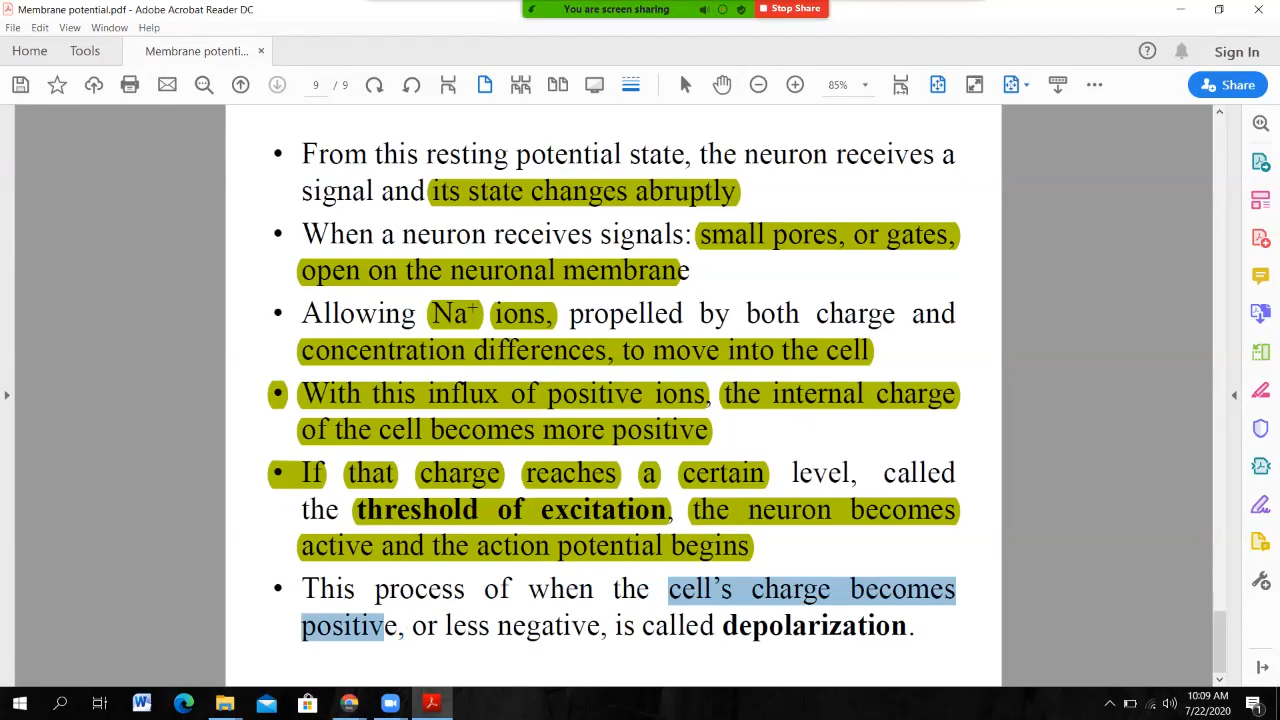 Membrane potential.pdf - Adobe Acrobat Reader DC
You are screen sharing
Stop Share
File Edit View Window Help
Home Tools Membrane potenti... × Sign In
9 / 9 85% Share
• From this resting potential state, the neuron receives a
signal and its state changes abruptly
• When a neuron receives signals: small pores, or gates,
open on the neuronal membrane
• Allowing Na⁺ ions, propelled by both charge and
concentration differences, to move into the cell
• With this influx of positive ions, the internal charge
of the cell becomes more positive
• If that charge reaches a certain level, called
the threshold of excitation, the neuron becomes
active and the action potential begins
• This process of when the cell’s charge becomes
positive, or less negative, is called depolarization.
10:09 AM
7/22/2020
1